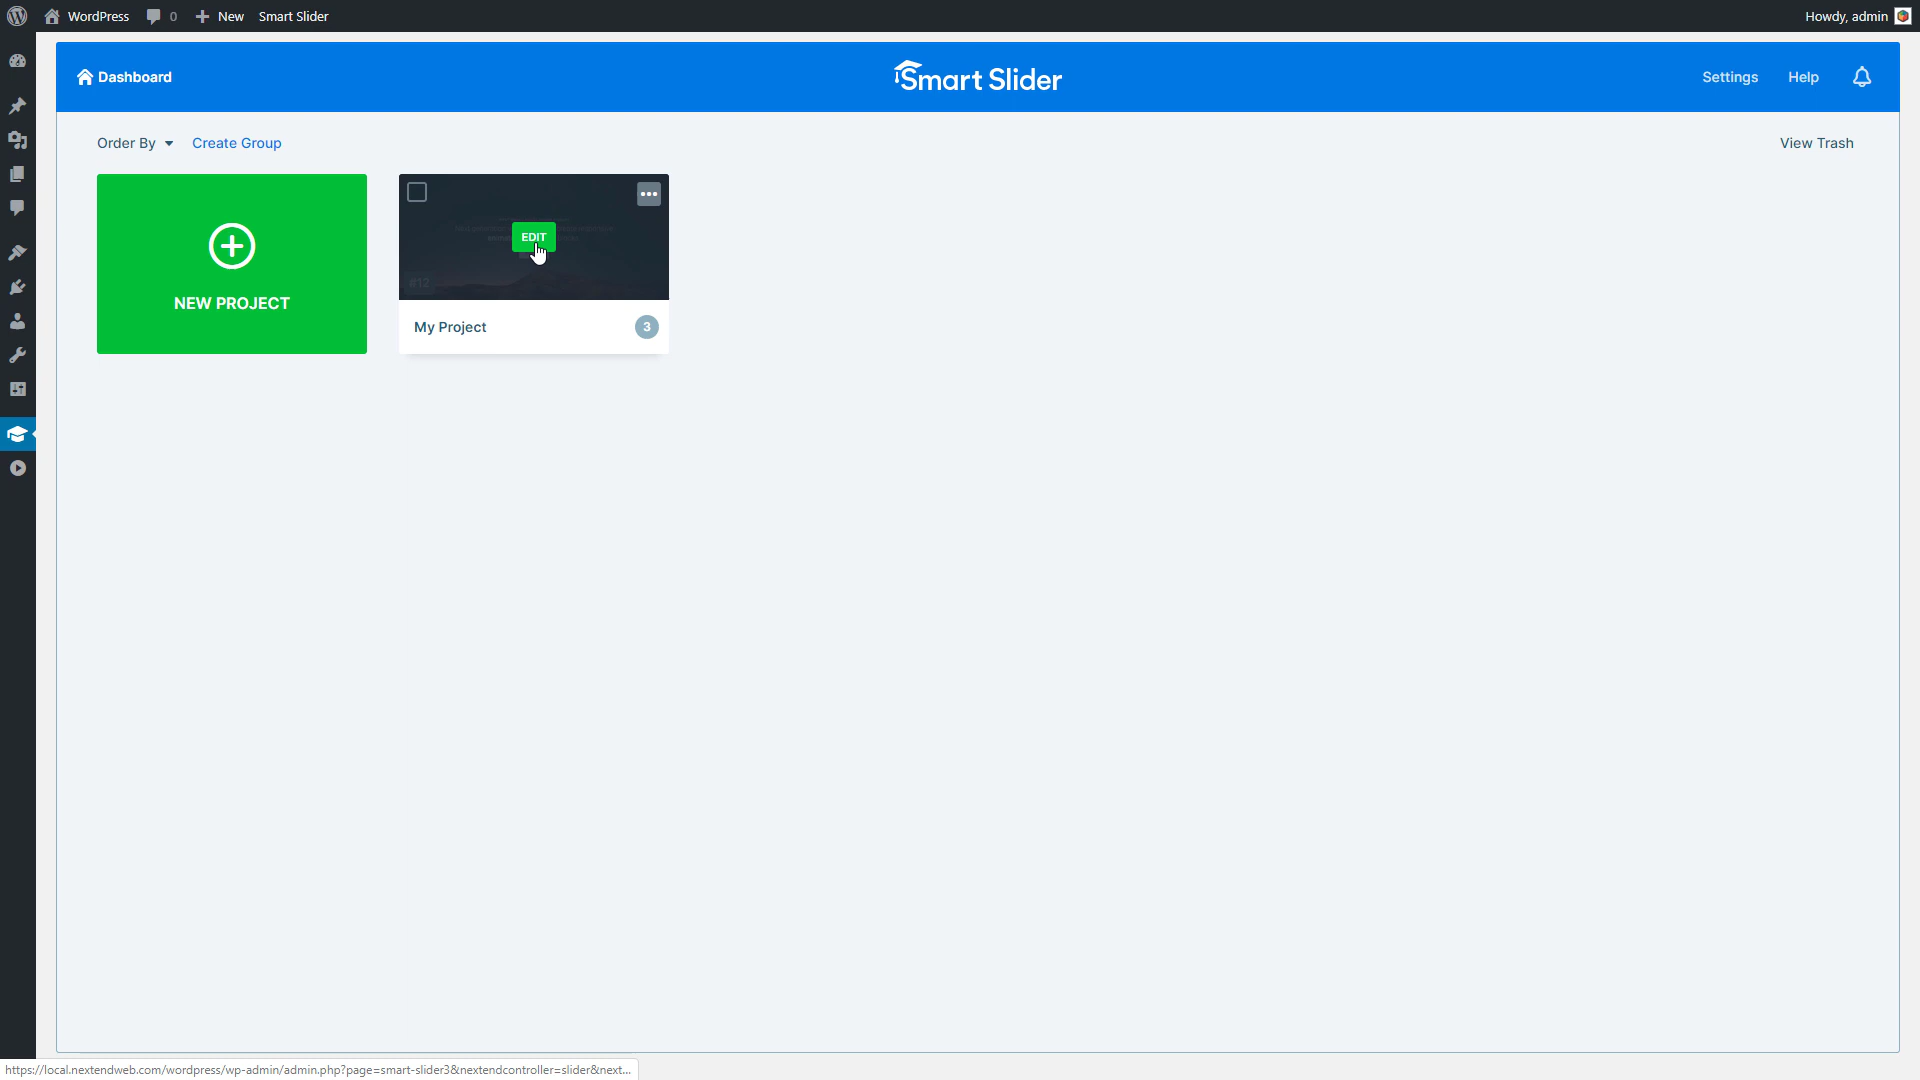 WordPress 0 New Smart Slider Howdy, admin
Dashboard Smart Slider Settings Help
Order By Create Group View Trash
EDIT
#12
NEW PROJECT
My Project 3
https://local.nextendweb.com/wordpress/wp-admin/admin.php?page=smart-slider3&nextendcontroller=slider&next...